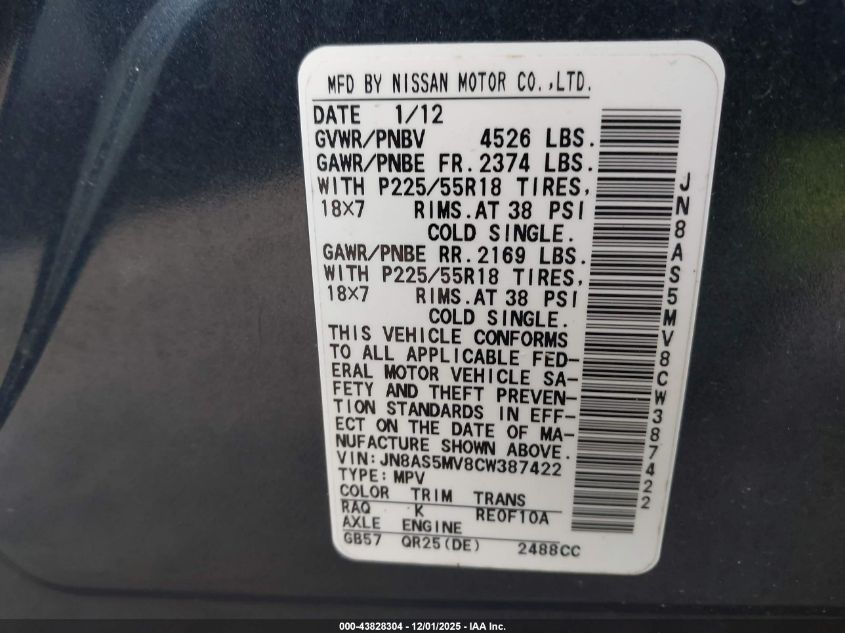 MFD BY NISSAN MOTOR CO.,LTD.
DATE 1/12
GVWR/PNBV 4526 LBS.
GAWR/PNBE FR.2374 LBS.
WITH P225/55R18 TIRES,
18X7 RIMS.AT 38 PSI
COLD SINGLE.
GAWR/PNBE RR.2169 LBS.
WITH P225/55R18 TIRES,
18X7 RIMS.AT 38 PSI
COLD SINGLE.
THIS VEHICLE CONFORMS
TO ALL APPLICABLE FED-
ERAL MOTOR VEHICLE SA-
FETY AND THEFT PREVEN-
TION STANDARDS IN EFF-
ECT ON THE DATE OF MA-
NUFACTURE SHOWN ABOVE.
VIN:JN8AS5MV8CW387422
TYPE:MPV
COLOR TRIM TRANS
RAQ K RE0F10A
AXLE ENGINE
GB57 QR25(DE) 2488CC
JN8AS5MV8CW387422
000-43828304 - 12/01/2025 - IAA Inc.